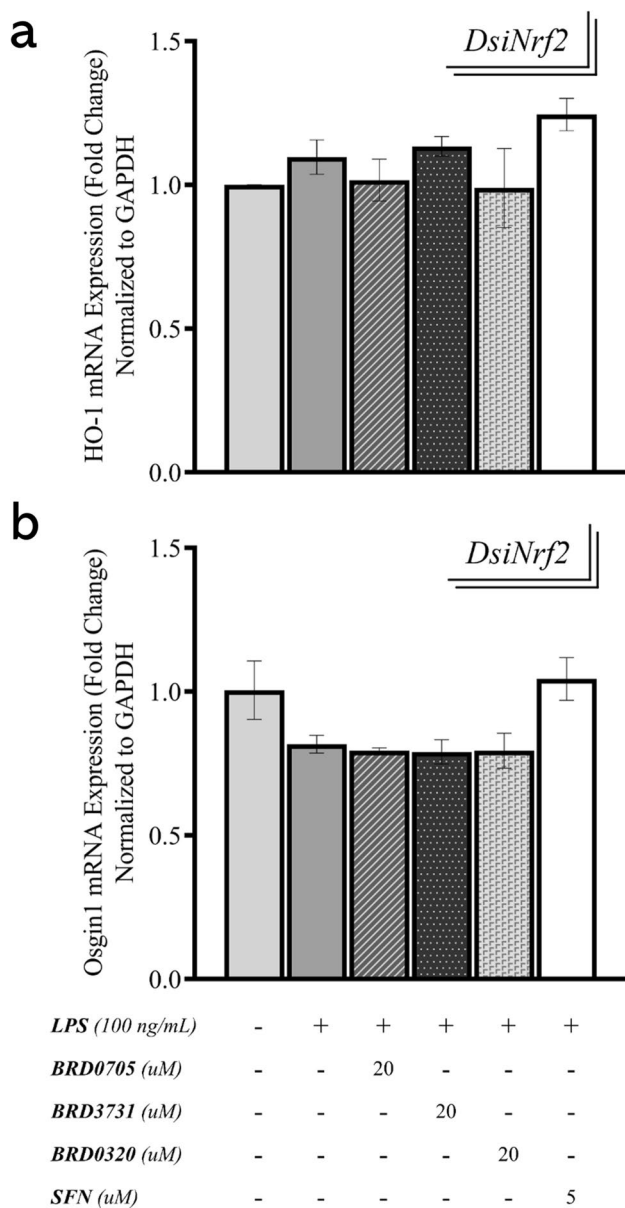 a
DsiNrf2
HO-1 mRNA Expression (Fold Change)
Normalized to GAPDH
1.5
1.0
0.5
0.0
b
DsiNrf2
Osgin1 mRNA Expression (Fold Change)
Normalized to GAPDH
1.5
1.0
0.5
0.0
LPS (100 ng/mL) - + + + + +
BRD0705 (uM) - - 20 - - -
BRD3731 (uM) - - - 20 - -
BRD0320 (uM) - - - - 20 -
SFN (uM) - - - - - 5